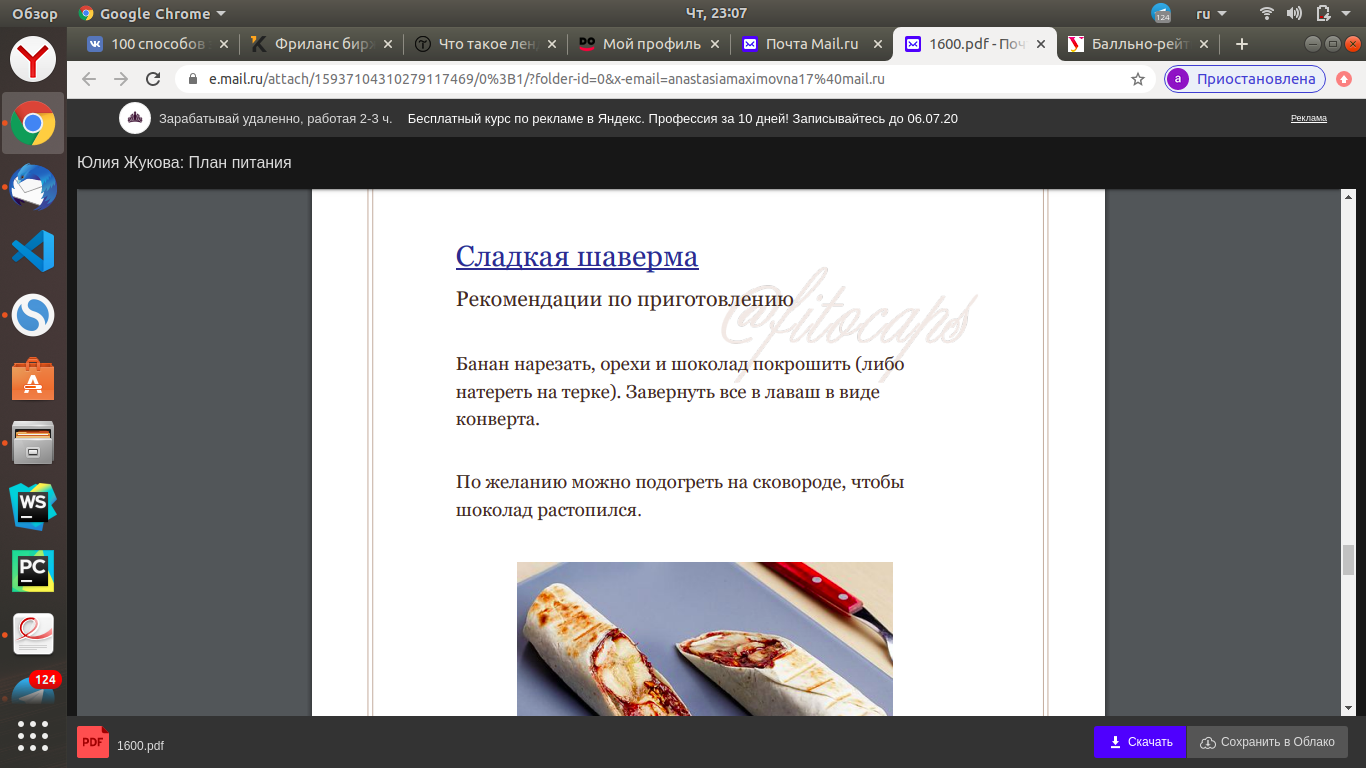 Обзор
Google Chrome
Чт, 23:07
124
ru
100 способов
Фриланс бир
Что такое лен
Мой профиль
Почта Mail.ru
1600.pdf - Поч
Балльно-рейт
e.mail.ru/attach/15937104310279117469/0%3B1/?folder-id=0&x-email=anastasiamaximovna17%40mail.ru
a
Приостановлена
Зарабатывай удаленно, работая 2-3 ч.
Бесплатный курс по рекламе в Яндекс. Профессия за 10 дней! Записывайтесь до 06.07.20
Реклама
Юлия Жукова: План питания
Сладкая шаверма
Рекомендации по приготовлению
@fitocaps
Банан нарезать, орехи и шоколад покрошить (либо
натереть на терке). Завернуть все в лаваш в виде
конверта.
По желанию можно подогреть на сковороде, чтобы
шоколад растопился.
WS
PC
124
PDF
1600.pdf
Скачать
Сохранить в Облако